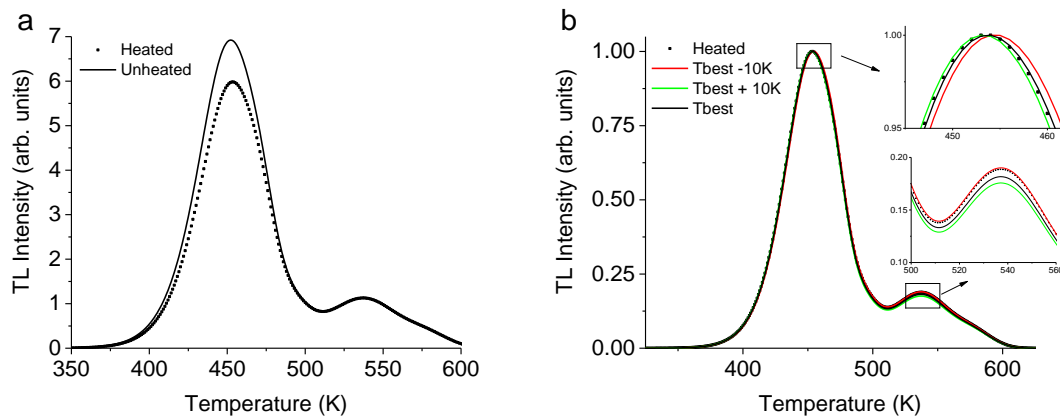 a
TL Intensity (arb. units)
7
6
5
4
3
2
1
0
350
400
450
500
550
600
Temperature (K)
Heated
Unheated
b
TL Intensity (arb. units)
1.00
0.75
0.50
0.25
0.00
400
500
600
Temperature (K)
Heated
Tbest -10K
Tbest + 10K
Tbest
1.00
0.95
450
460
0.20
0.15
0.10
500
520
540
560